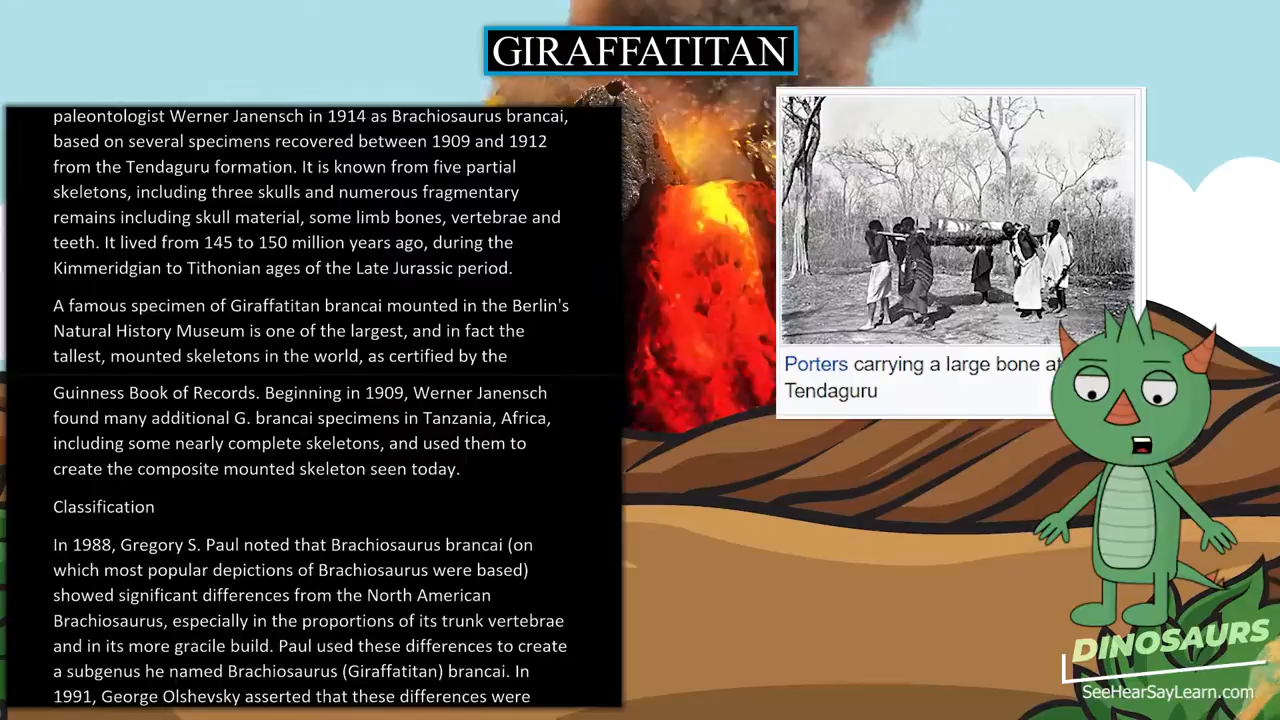 GIRAFFATITAN
paleontologist Werner Janensch in 1914 as Brachiosaurus brancai,
based on several specimens recovered between 1909 and 1912
from the Tendaguru formation. It is known from five partial
skeletons, including three skulls and numerous fragmentary
remains including skull material, some limb bones, vertebrae and
teeth. It lived from 145 to 150 million years ago, during the
Kimmeridgian to Tithonian ages of the Late Jurassic period.
A famous specimen of Giraffatitan brancai mounted in the Berlin's
Natural History Museum is one of the largest, and in fact the
tallest, mounted skeletons in the world, as certified by the
Guinness Book of Records. Beginning in 1909, Werner Janensch
found many additional G. brancai specimens in Tanzania, Africa,
including some nearly complete skeletons, and used them to
create the composite mounted skeleton seen today.
Classification
In 1988, Gregory S. Paul noted that Brachiosaurus brancai (on
which most popular depictions of Brachiosaurus were based)
showed significant differences from the North American
Brachiosaurus, especially in the proportions of its trunk vertebrae
and in its more gracile build. Paul used these differences to create
a subgenus he named Brachiosaurus (Giraffatitan) brancai. In
1991, George Olshevsky asserted that these differences were
Porters carrying a large bone at
Tendaguru
DINOSAURS
SeeHearSayLearn.com